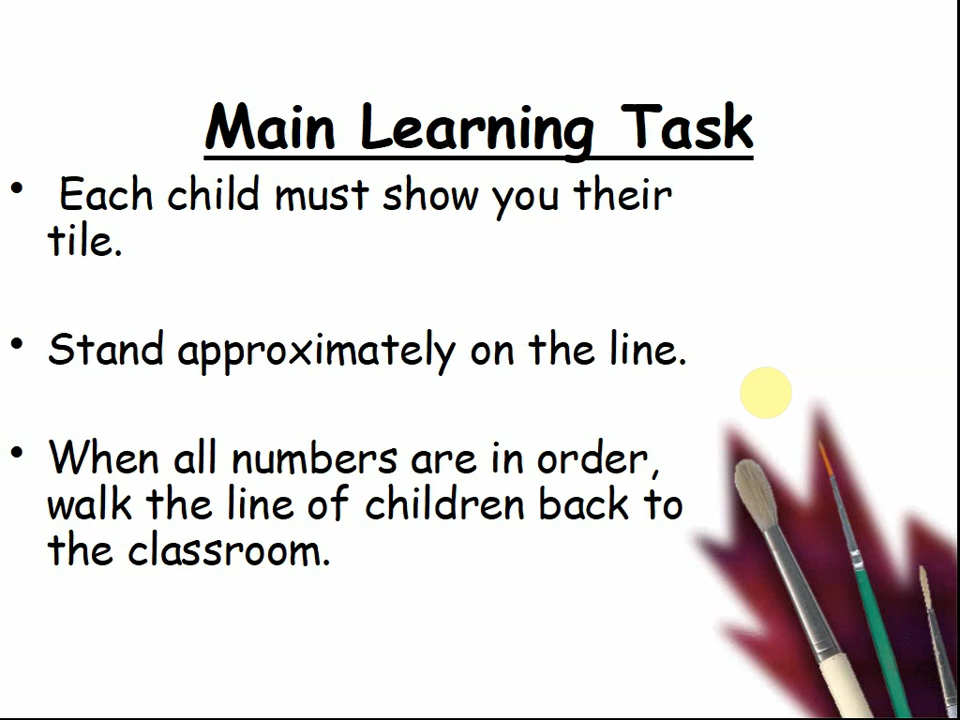 Main Learning Task
• Each child must show you their
tile.
• Stand approximately on the line.
• When all numbers are in order,
walk the line of children back to
the classroom.